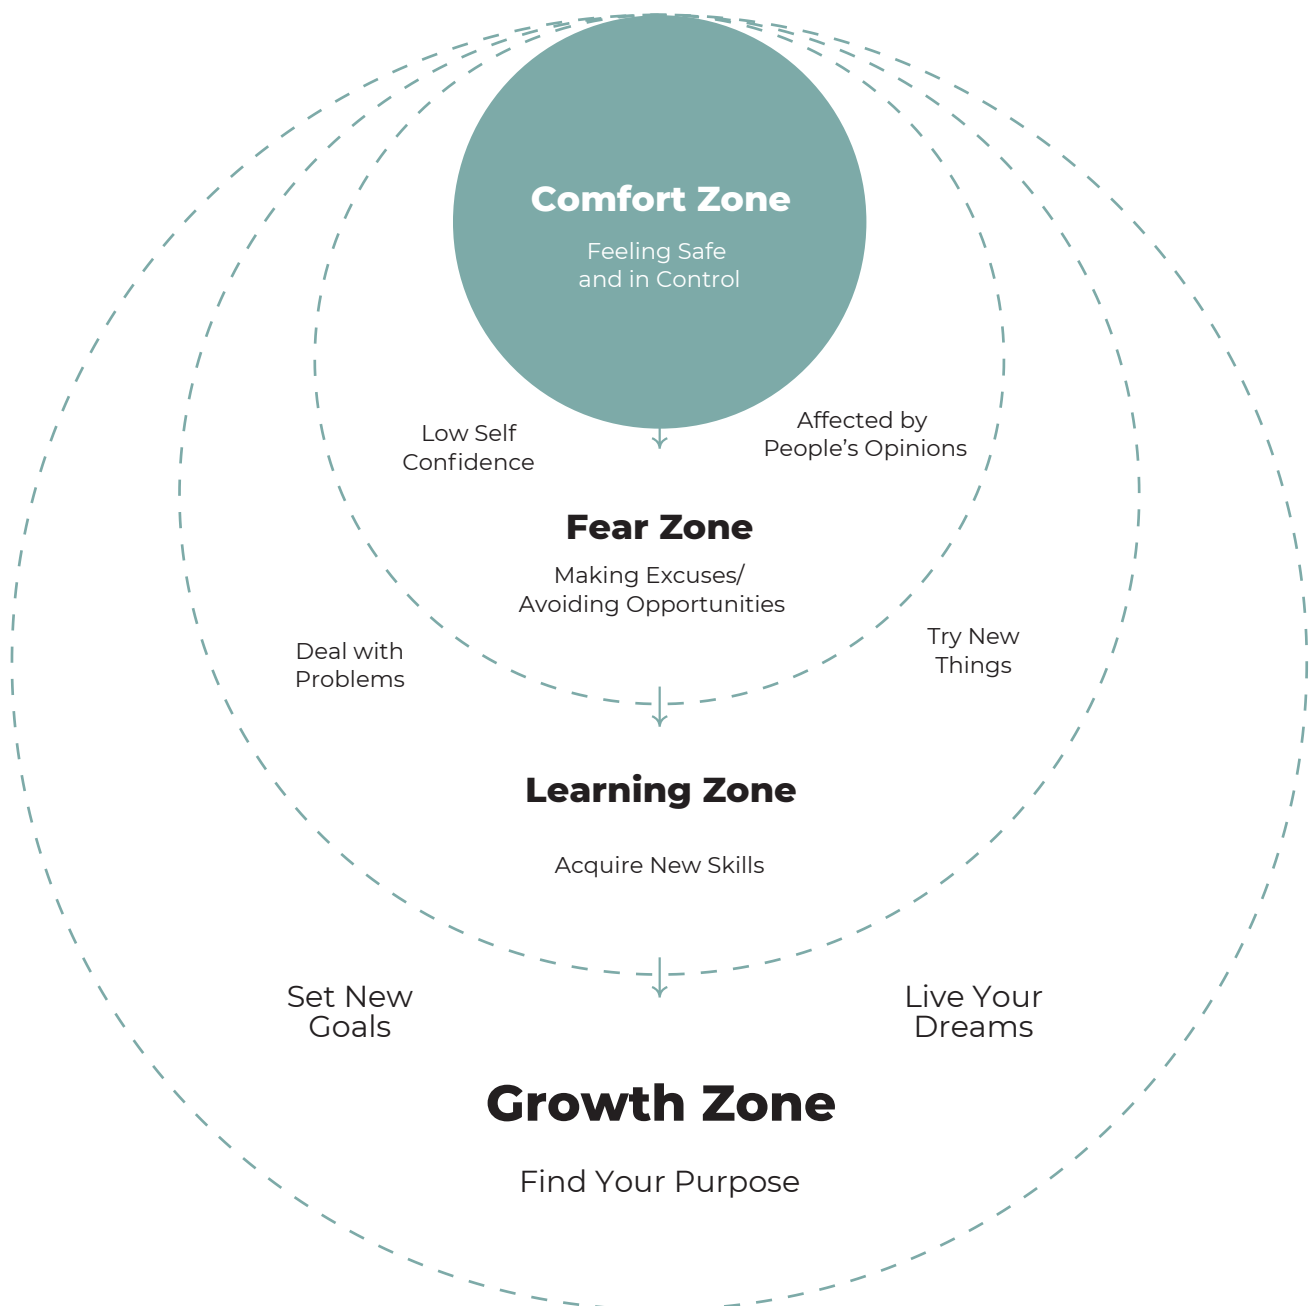 Comfort Zone
Feeling Safe
and in Control
Low Self
Confidence
Affected by
People’s Opinions
Fear Zone
Making Excuses/
Avoiding Opportunities
Deal with
Problems
Try New
Things
Learning Zone
Acquire New Skills
Set New
Goals
Live Your
Dreams
Growth Zone
Find Your Purpose